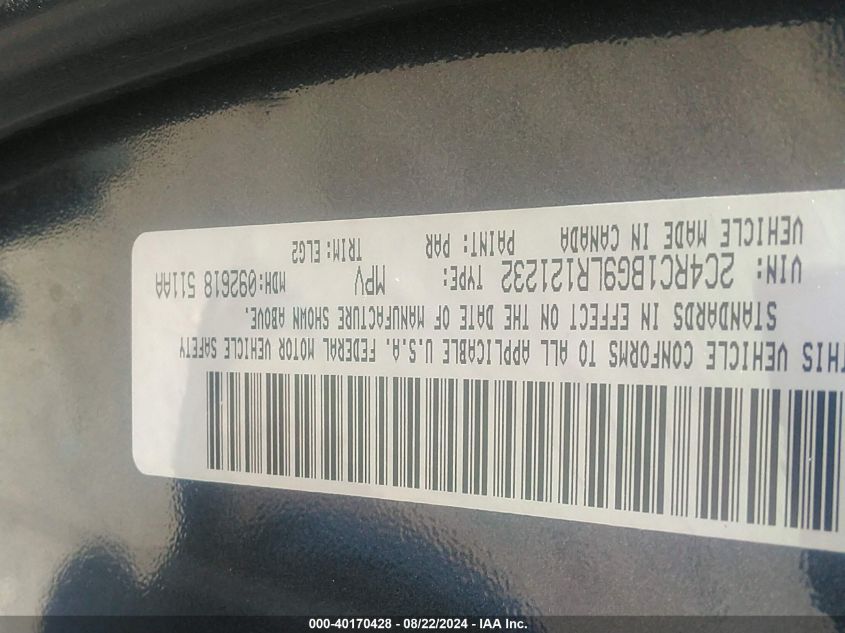 THIS VEHICLE CONFORMS TO ALL APPLICABLE U.S.A. FEDERAL MOTOR VEHICLE SAFETY
STANDARDS IN EFFECT ON THE DATE OF MANUFACTURE SHOWN ABOVE.
VIN: 2C4RC1BG9LR121232 TYPE: MPV MDH:092618 511AA
VEHICLE MADE IN CANADA PAINT: PAR TRIM: ELG2
000-40170428 - 08/22/2024 - IAA Inc.